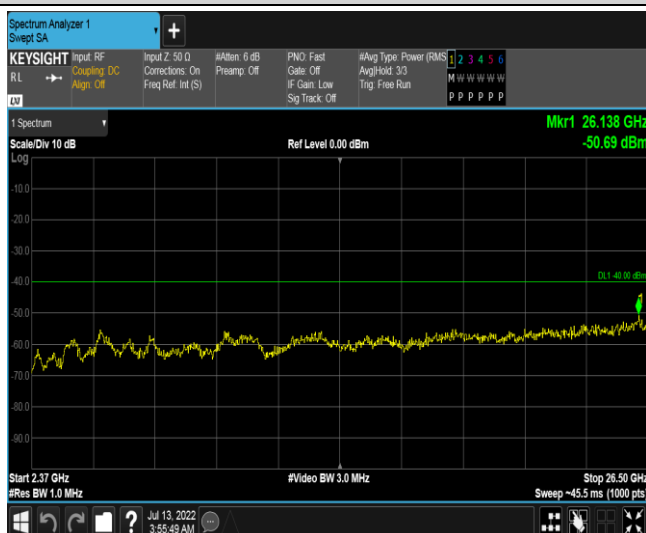 Spectrum Analyzer 1
Swept SA
+
KEYSIGHT
RL
LXI
Input: RF
Coupling: DC
Align: Off
Input Z: 50 Ω
Corrections: On
Freq Ref: Int (S)
#Atten: 6 dB
Preamp: Off
PNO: Fast
Gate: Off
IF Gain: Low
Sig Track: Off
#Avg Type: Power (RMS
Avg|Hold: 3/3
Trig: Free Run
1 2 3 4 5 6
M W W W W W
P P P P P P
1 Spectrum
Mkr1 26.138 GHz
-50.69 dBm
Scale/Div 10 dB
Ref Level 0.00 dBm
Log
-10.0
-20.0
-30.0
-40.0
DL1 -40.00 dBm
-50.0
1
-60.0
-70.0
-80.0
-90.0
Start 2.37 GHz
#Video BW 3.0 MHz
Stop 26.50 GHz
#Res BW 1.0 MHz
Sweep ~45.5 ms (1000 pts)
?
Jul 13, 2022
3:55:49 AM